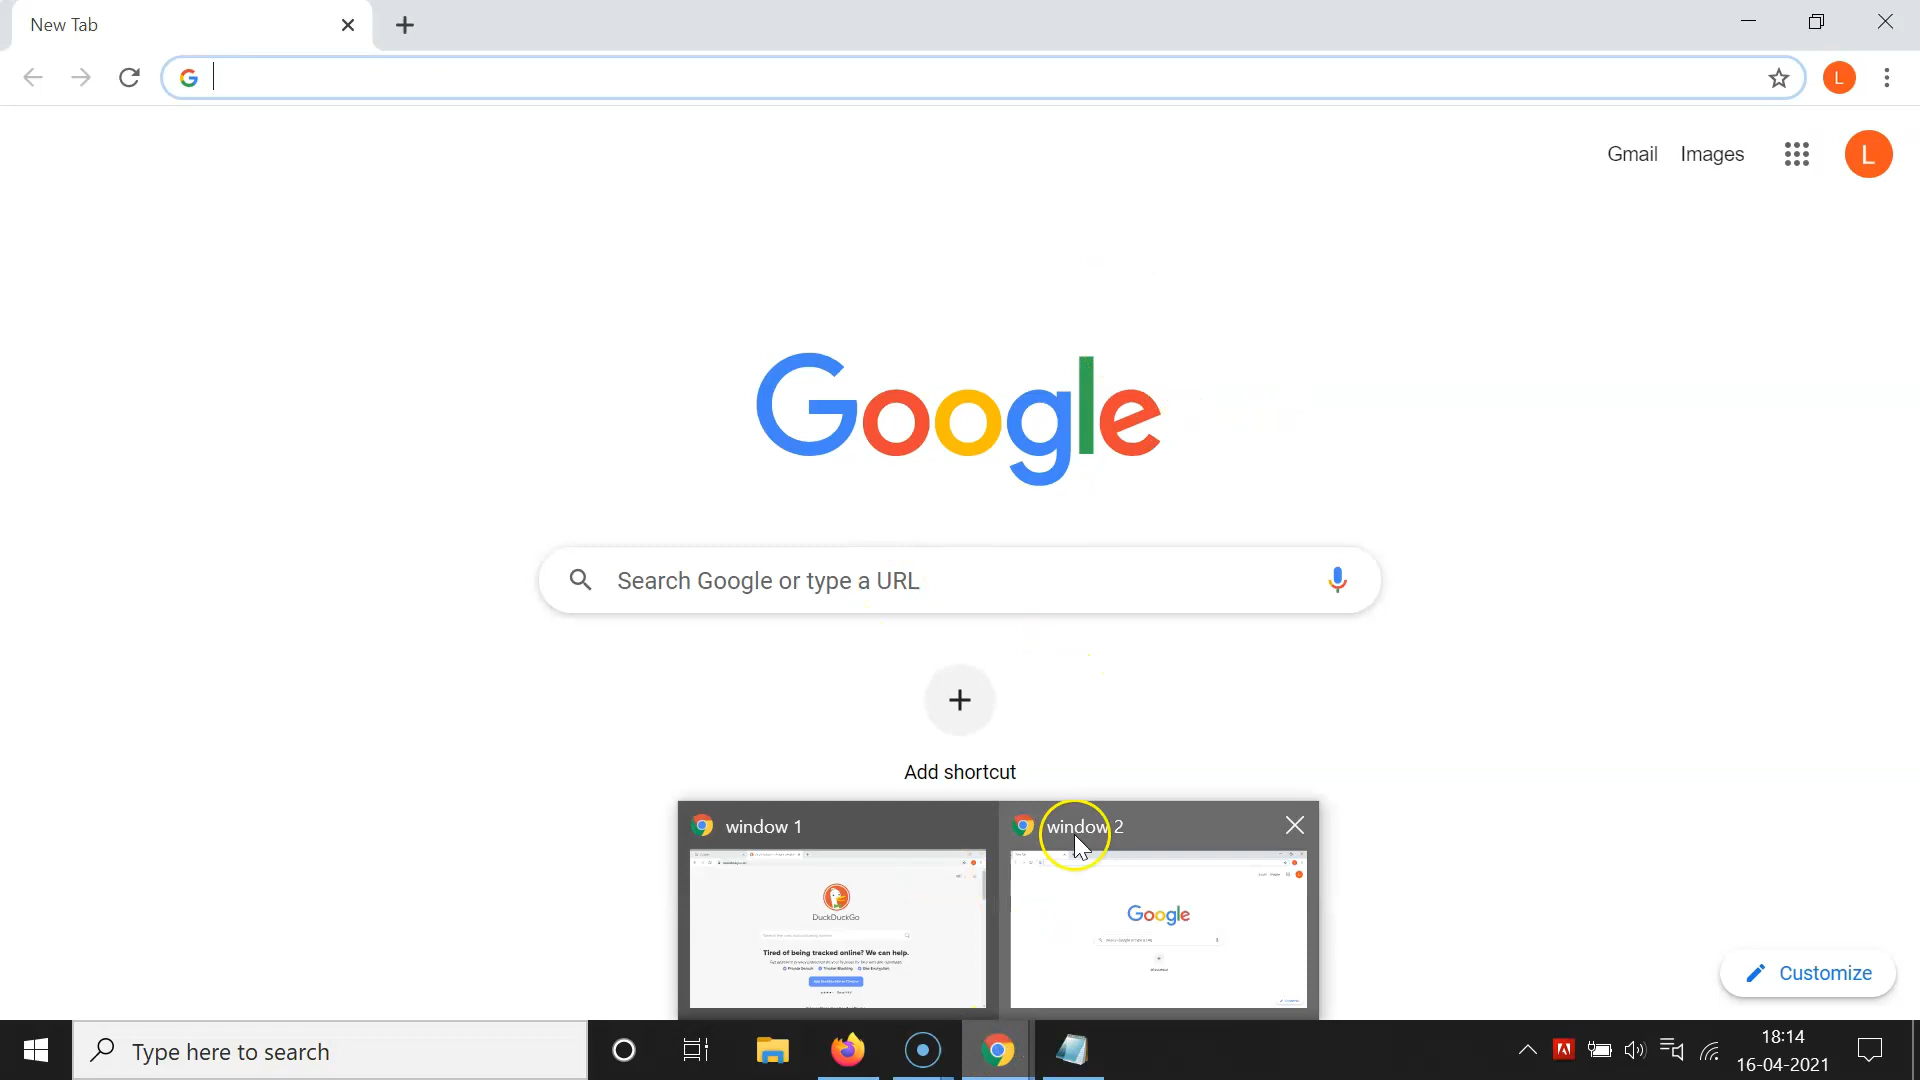 New Tab
Gmail Images
L
L
Google
Search Google or type a URL
Add shortcut
window 1
window 2
DuckDuckGo
Tired of being tracked online? We can help.
Google
Customize
Type here to search
18:14
16-04-2021